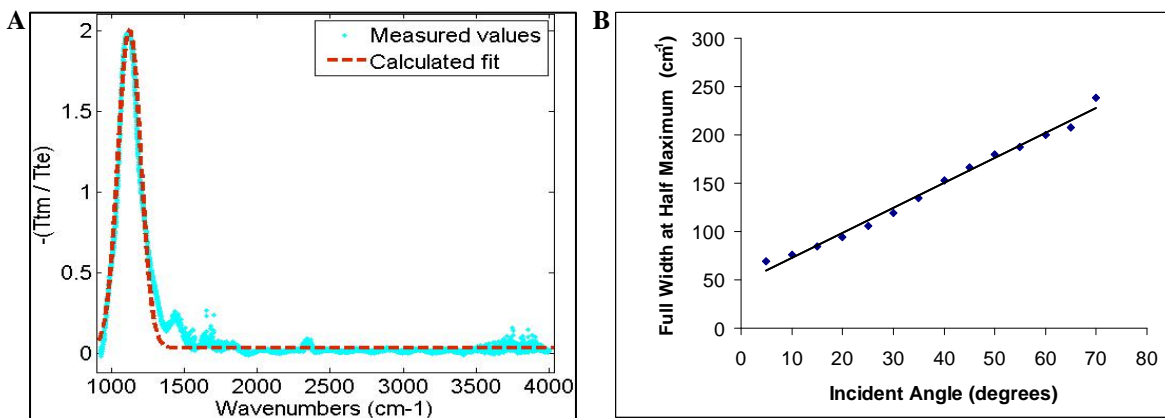 A
2
1.5
1
0.5
0
-(Ttm / Tte)
Measured values
Calculated fit
1000 1500 2000 2500 3000 3500 4000
Wavenumbers (cm-1)
B
300
250
200
150
100
50
0
Full Width at Half Maximum (cm-1)
0 10 20 30 40 50 60 70 80
Incident Angle (degrees)